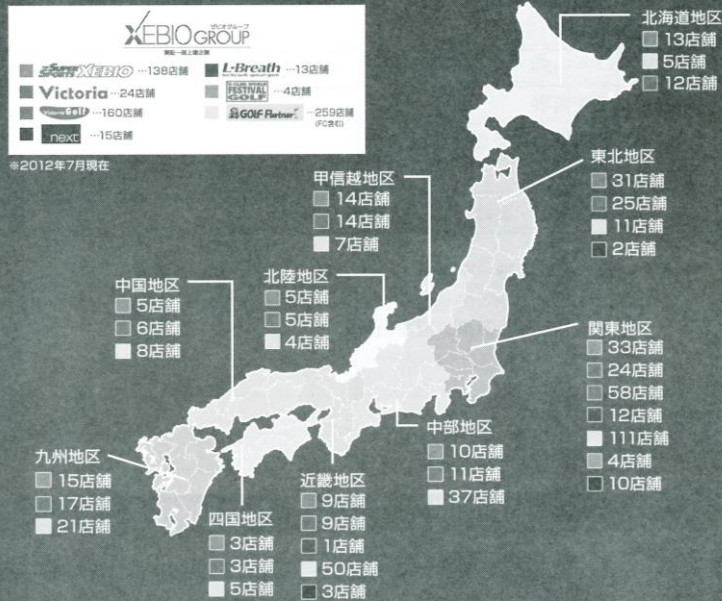 ゼビオグループ
XEBIO GROUP
東証一部上場企業
SUPER SPORTS XEBIO …138店舗
Victoria …24店舗
Victoria Golf …160店舗
next …15店舗
L-Breath …13店舗
FESTIVAL GOLF …4店舗
GOLF Partner …259店舗
(FC含む)
※2012年7月現在
北海道地区
13店舗
5店舗
12店舗
東北地区
31店舗
25店舗
11店舗
2店舗
甲信越地区
14店舗
14店舗
7店舗
北陸地区
5店舗
5店舗
4店舗
中国地区
5店舗
6店舗
8店舗
関東地区
33店舗
24店舗
58店舗
12店舗
111店舗
4店舗
10店舗
中部地区
10店舗
11店舗
37店舗
九州地区
15店舗
17店舗
21店舗
四国地区
3店舗
3店舗
5店舗
近畿地区
9店舗
9店舗
1店舗
50店舗
3店舗